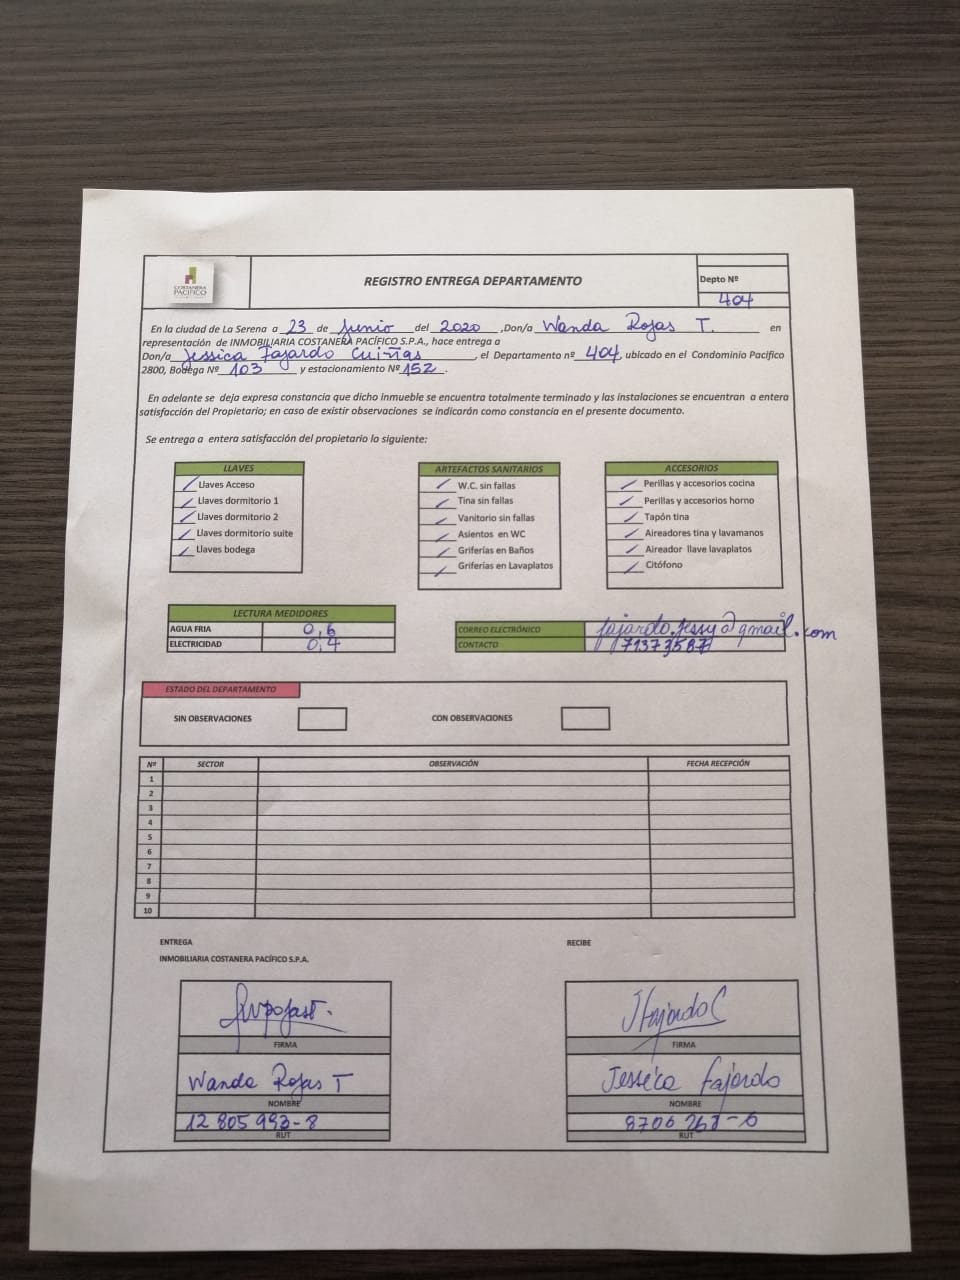 COSTANERA
PACÍFICO
REGISTRO ENTREGA DEPARTAMENTO
Depto Nº
404
En la ciudad de La Serena a 23 de Junio del 2020 ,Don/a Wanda Rojas T. en
representación de INMOBILIARIA COSTANERA PACÍFICO S.P.A., hace entrega a
Don/a Jessica Fajardo Cuiñas , el Departamento nº 404, ubicado en el Condominio Pacífico
2800, Bodega Nº 103 y estacionamiento Nº 152.
En adelante se deja expresa constancia que dicho inmueble se encuentra totalmente terminado y las instalaciones se encuentran a entera
satisfacción del Propietario; en caso de existir observaciones se indicarán como constancia en el presente documento.
Se entrega a entera satisfacción del propietario lo siguiente:
LLAVES
Llaves Acceso
Llaves dormitorio 1
Llaves dormitorio 2
Llaves dormitorio suite
Llaves bodega
ARTEFACTOS SANITARIOS
W.C. sin fallas
Tina sin fallas
Vanitorio sin fallas
Asientos en WC
Griferías en Baños
Griferías en Lavaplatos
ACCESORIOS
Perillas y accesorios cocina
Perillas y accesorios horno
Tapón tina
Aireadores tina y lavamanos
Aireador llave lavaplatos
Citófono
LECTURA MEDIDORES
AGUA FRIA 0,6
ELECTRICIDAD 0,4
CORREO ELECTRÓNICO fajardo.jessy@gmail.com
CONTACTO 71373587
ESTADO DEL DEPARTAMENTO
SIN OBSERVACIONES
CON OBSERVACIONES
Nº SECTOR OBSERVACIÓN FECHA RECEPCIÓN
1
2
3
4
5
6
7
8
9
10
ENTREGA
INMOBILIARIA COSTANERA PACÍFICO S.P.A.
FIRMA
Wanda Rojas T
NOMBRE
12 805 993-8
RUT
RECIBE
JFajardoC
FIRMA
Jessica Fajardo
NOMBRE
8706268-6
RUT